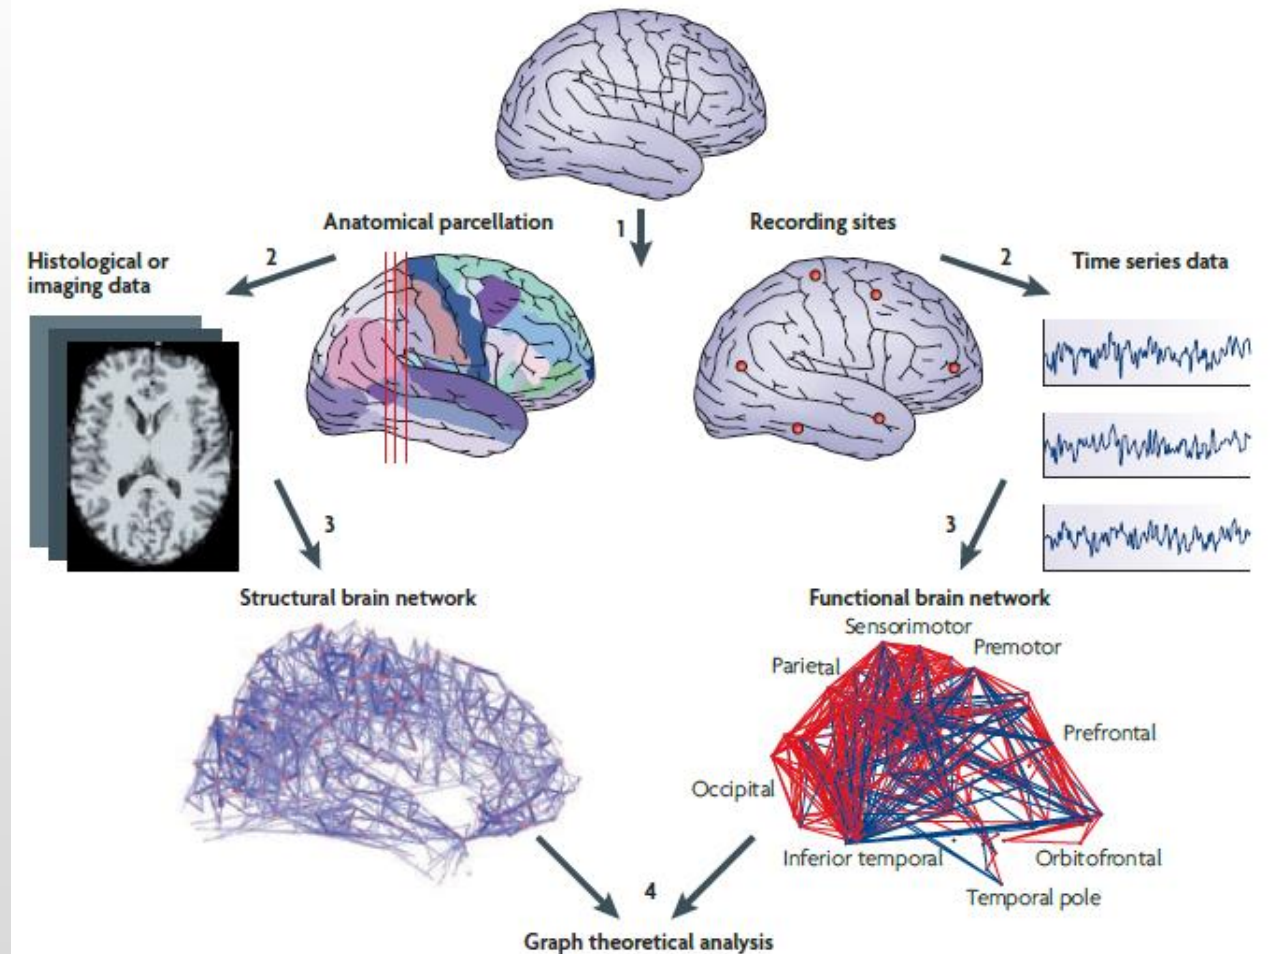 Anatomical parcellation
1
Recording sites
2
2
Histological or
imaging data
Time series data
3
3
Structural brain network
Functional brain network
Sensorimotor
Premotor
Parietal
Prefrontal
Occipital
Inferior temporal
Orbitofrontal
Temporal pole
4
Graph theoretical analysis